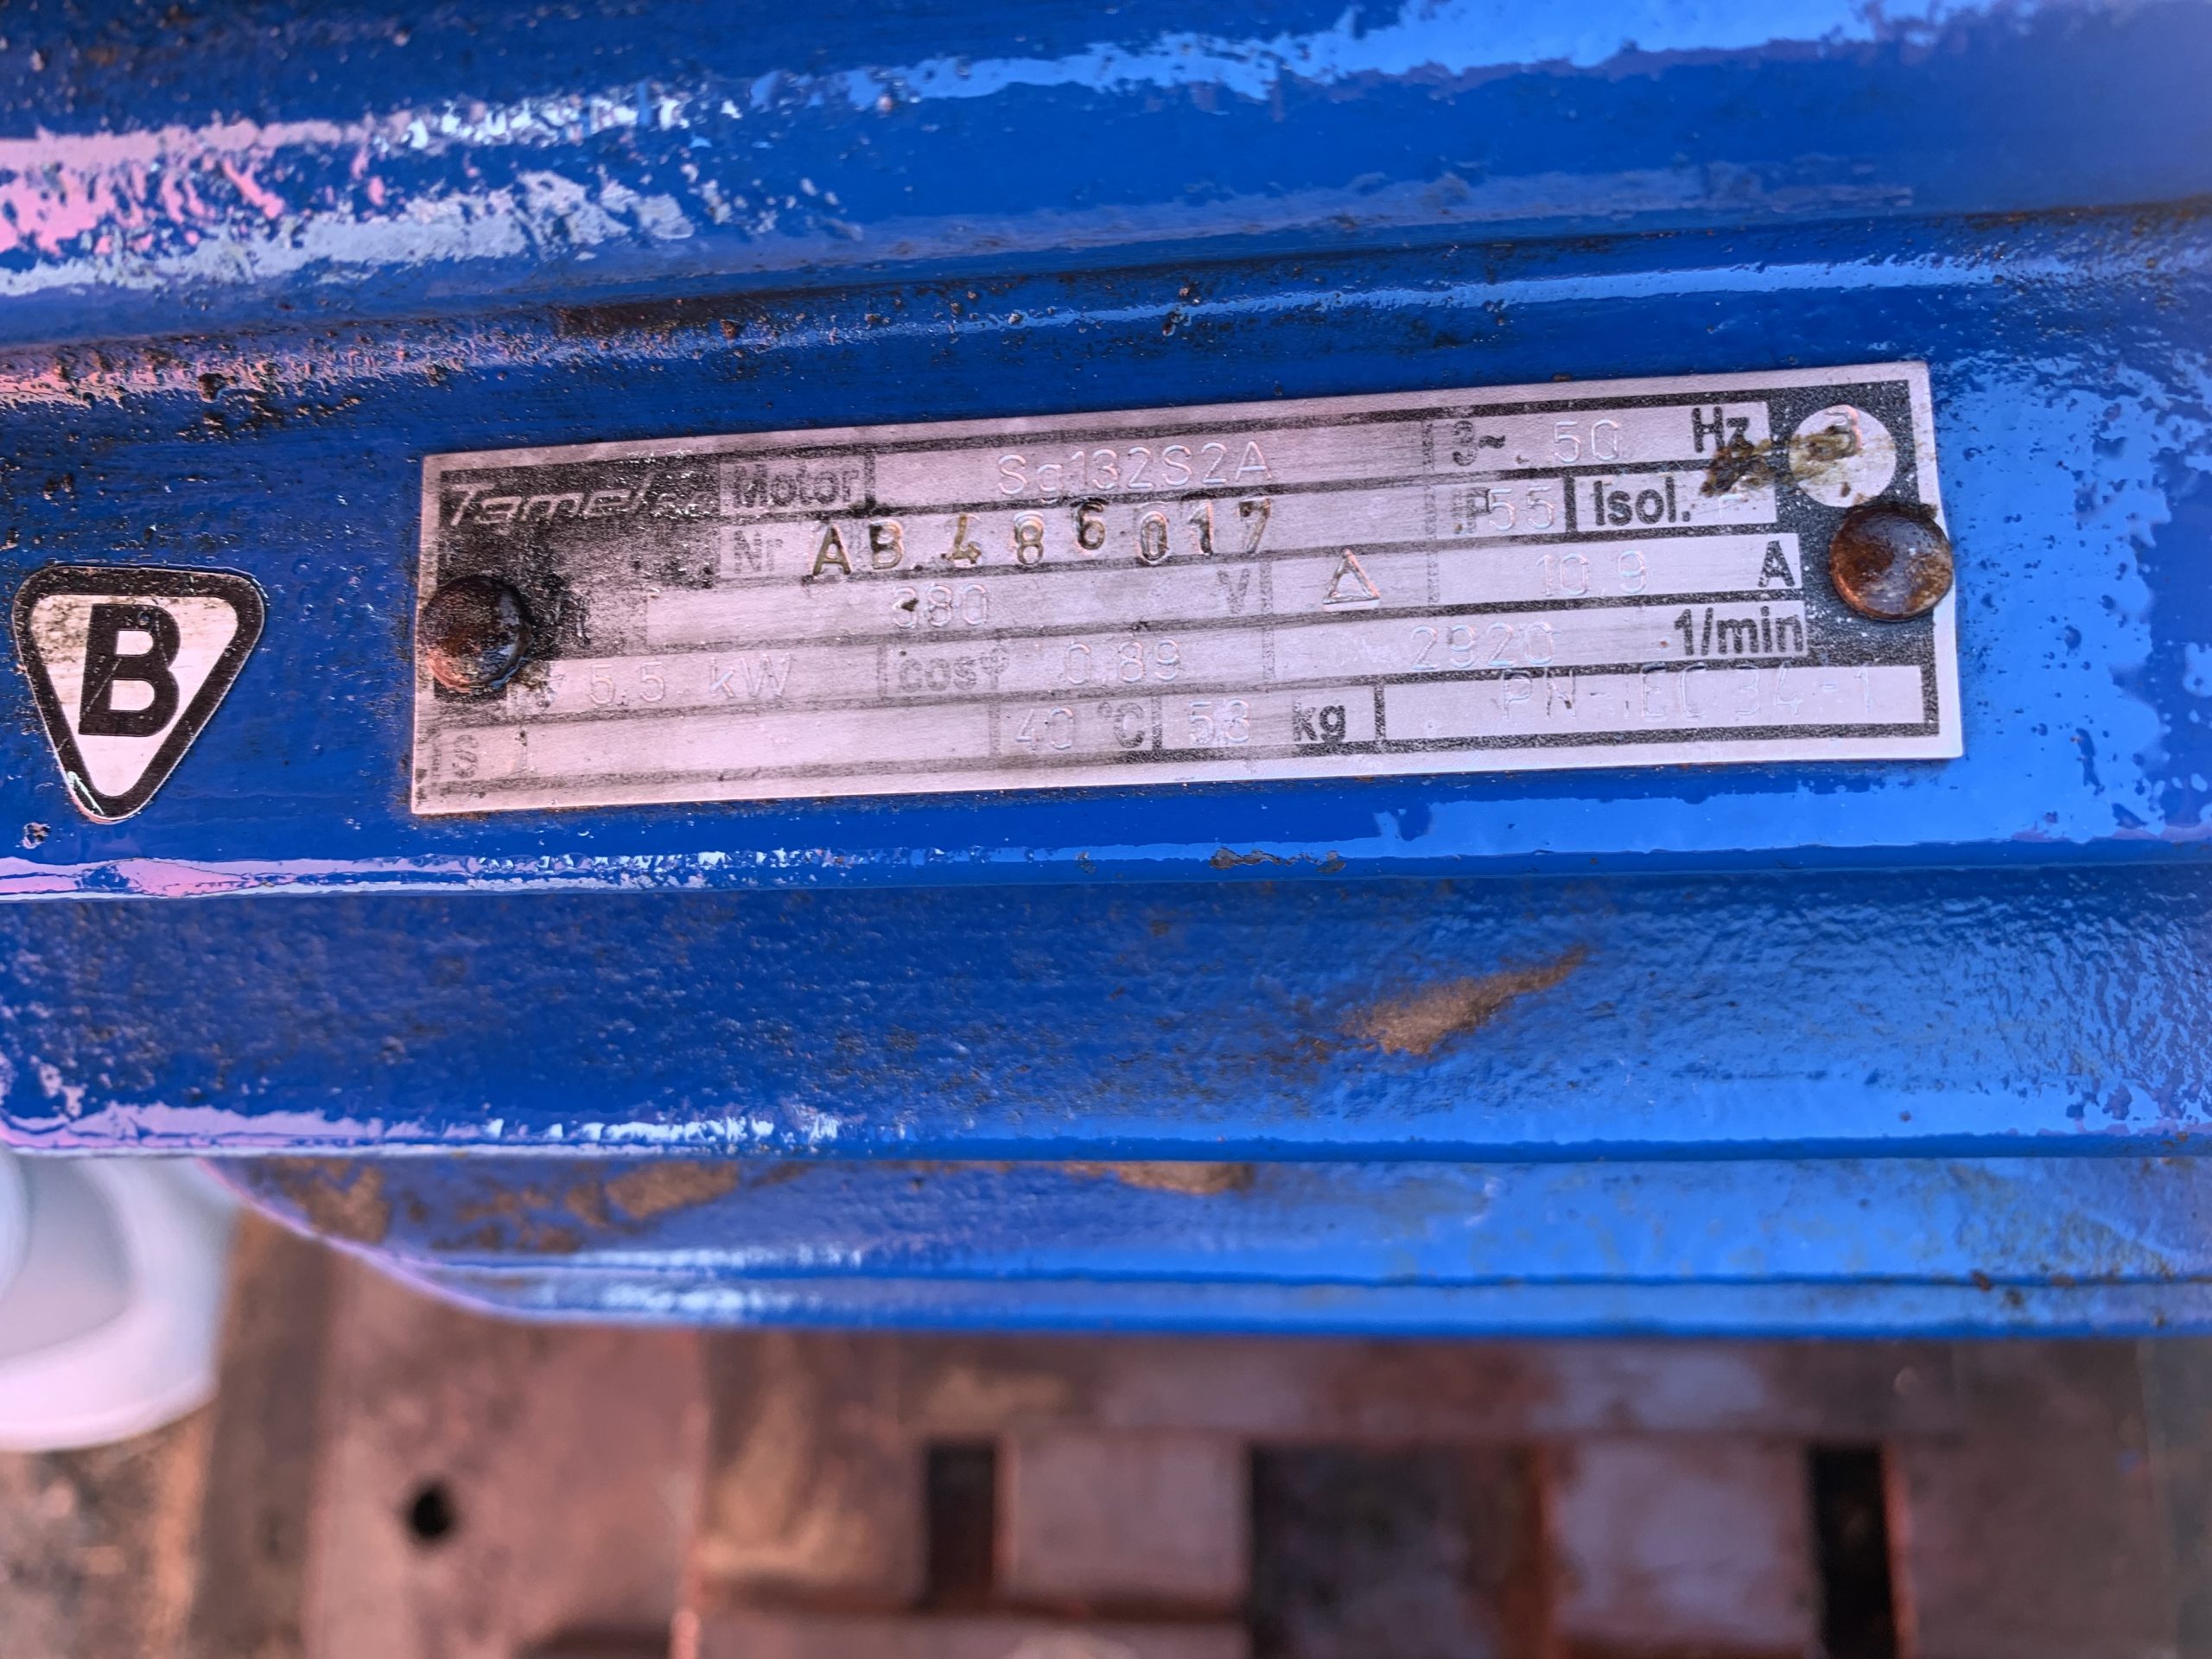 B
Tamel S.A. Motor Sg132S2A 3~ 50 Hz
Nr AB.486017 IP55 Isol. F
380 V △ 10.9 A
5.5 kW cosφ 0.89 2920 1/min
40 °C 53 kg PN-IEC 34-1